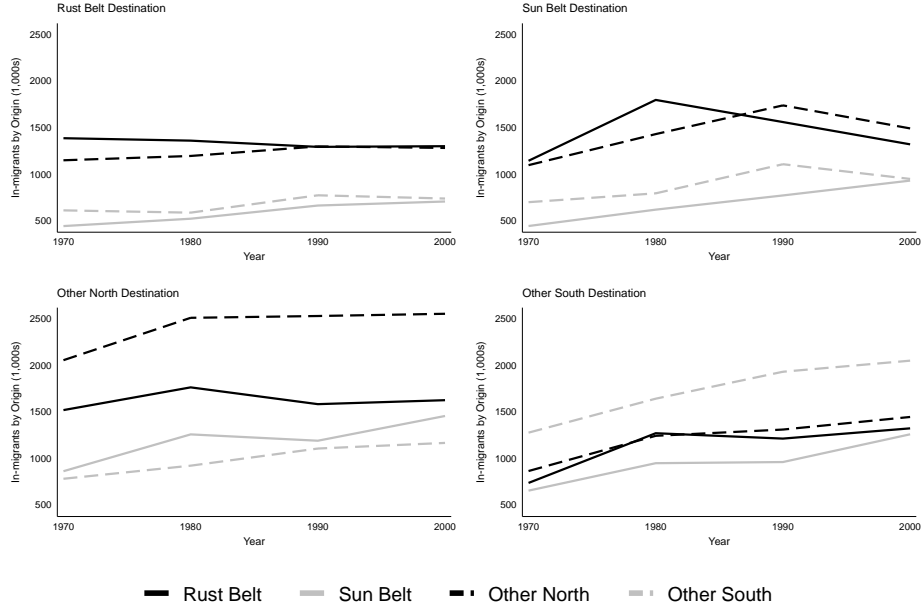 Rust Belt Destination
In-migrants by Origin (1,000s)
2500
2000
1500
1000
500
1970 1980 1990 2000
Year
Sun Belt Destination
In-migrants by Origin (1,000s)
2500
2000
1500
1000
500
1970 1980 1990 2000
Year
Other North Destination
In-migrants by Origin (1,000s)
2500
2000
1500
1000
500
1970 1980 1990 2000
Year
Other South Destination
In-migrants by Origin (1,000s)
2500
2000
1500
1000
500
1970 1980 1990 2000
Year
Rust Belt Sun Belt Other North Other South